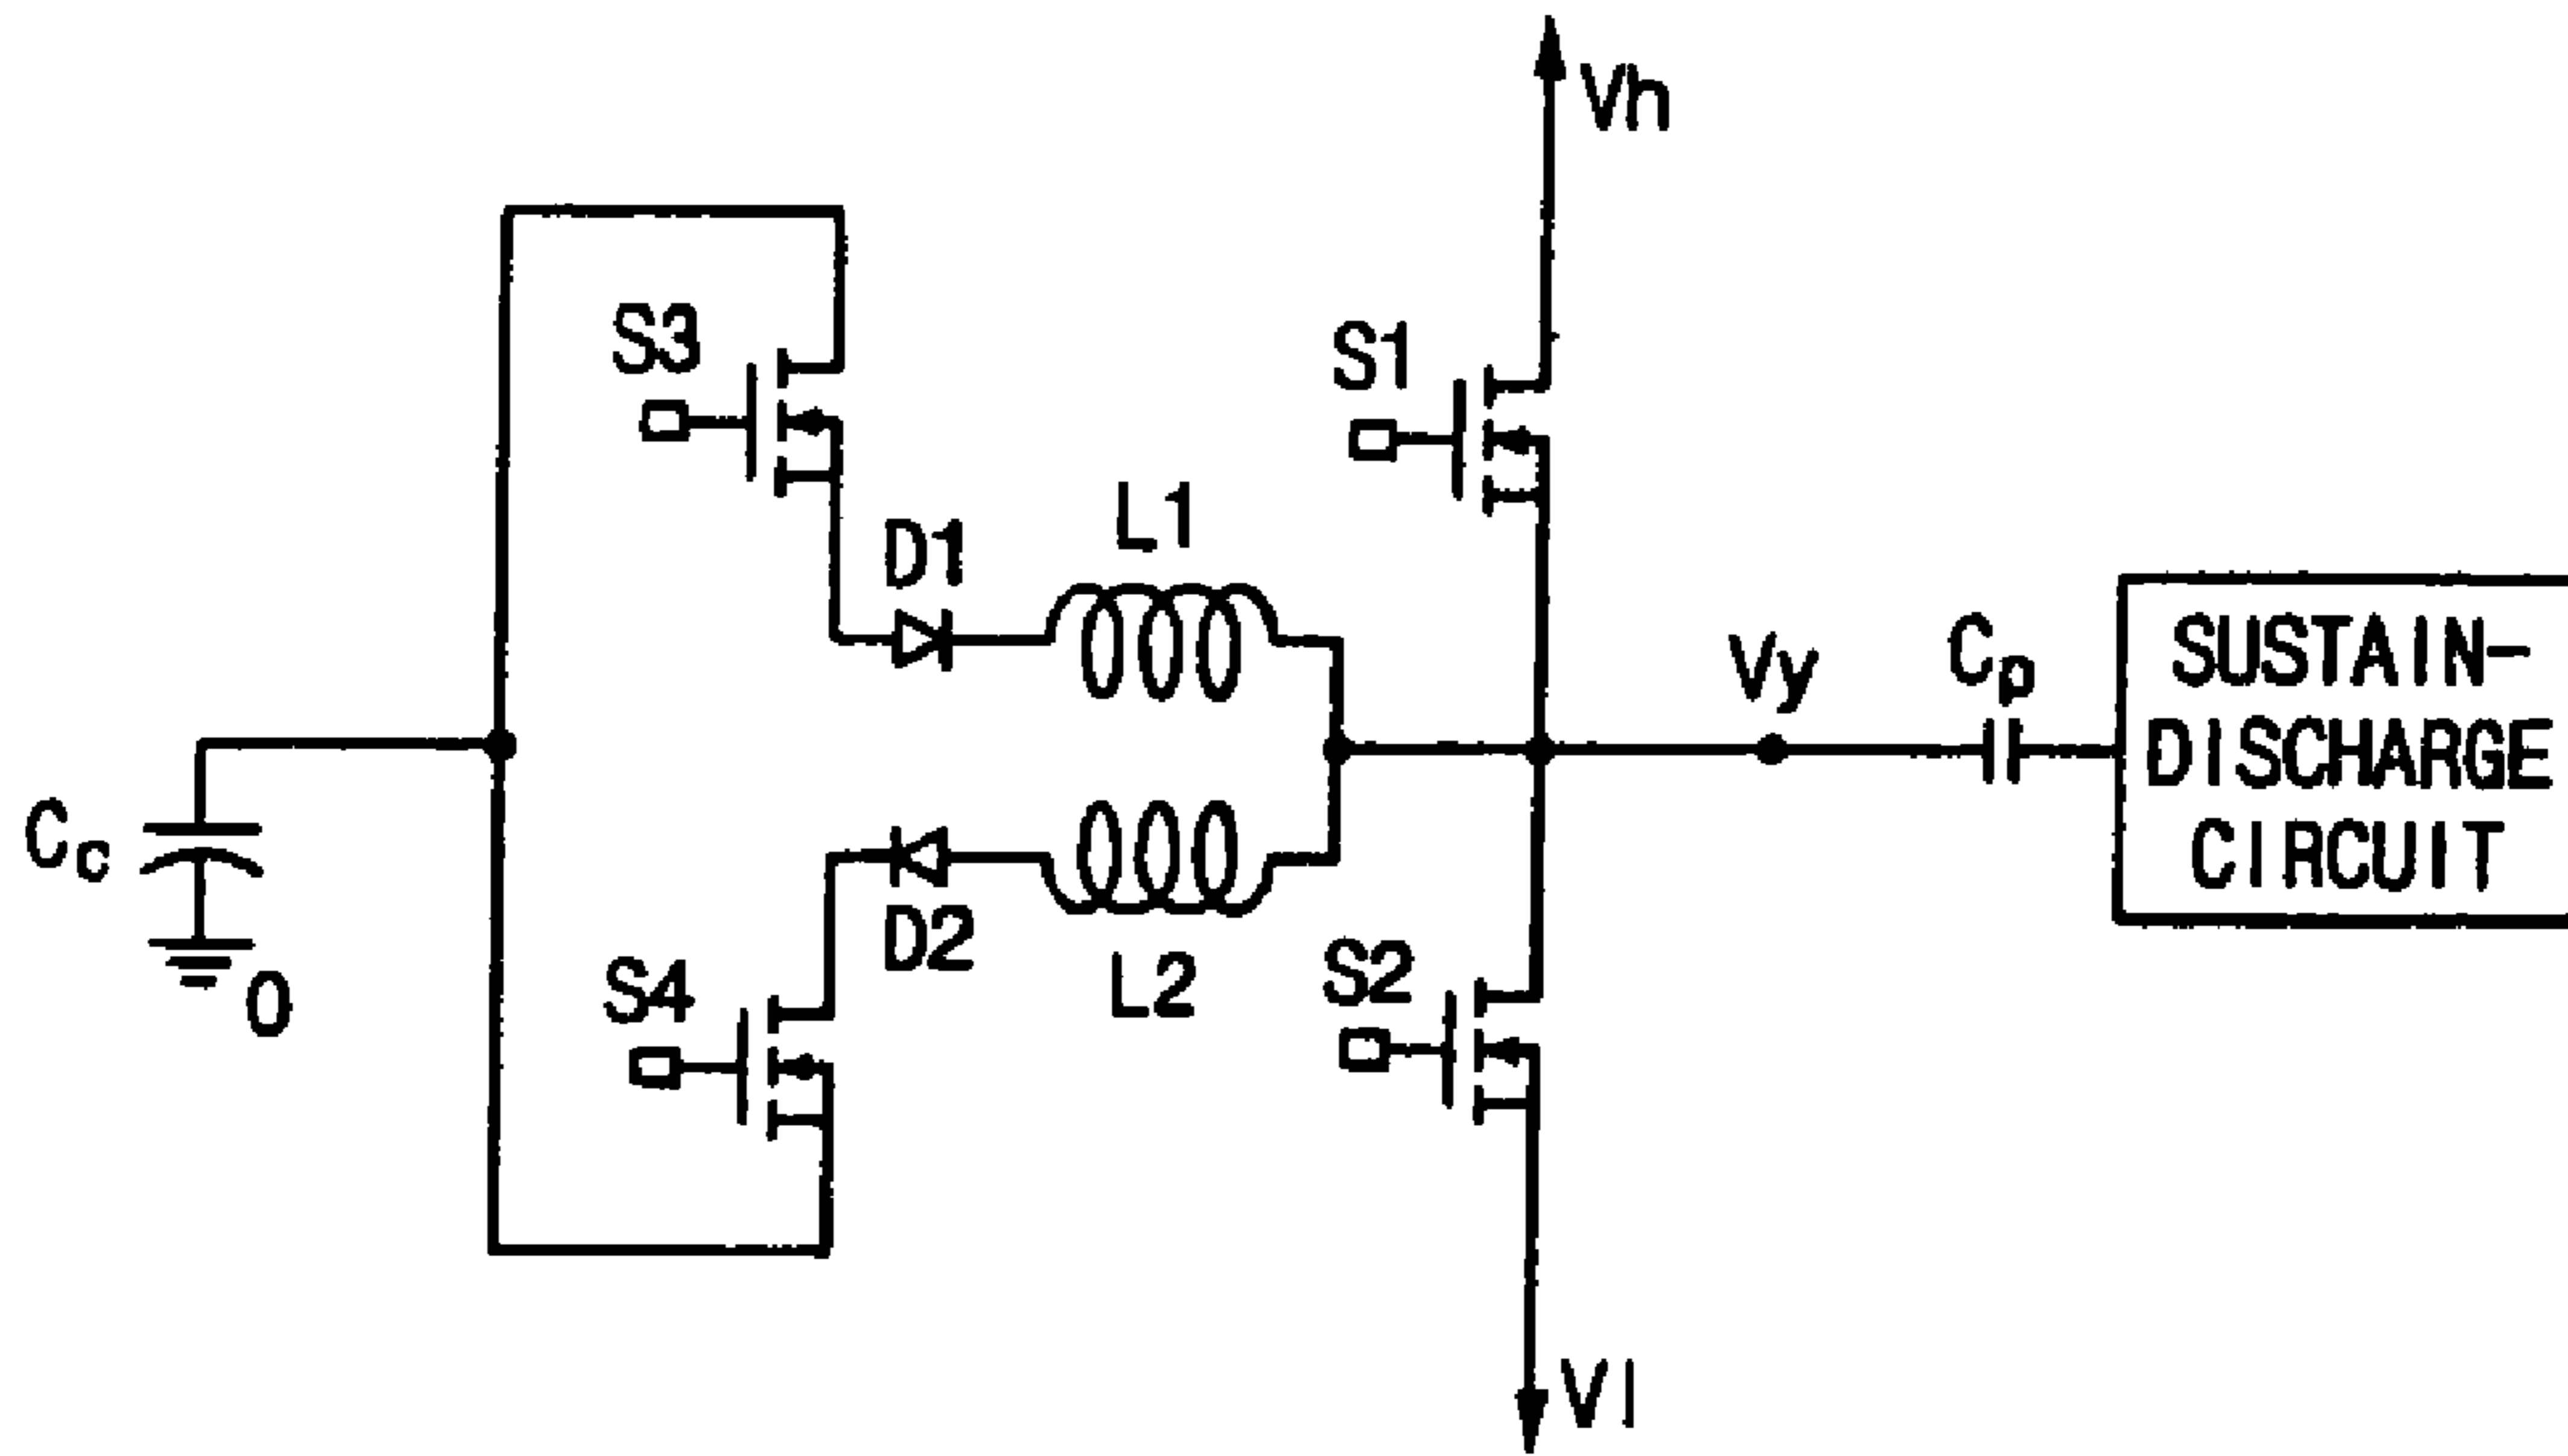 Vh
S3
S1
L1
D1
Vy
Cp
SUSTAIN-
DISCHARGE
CIRCUIT
Cc
D2
L2
S4
S2
0
Vl